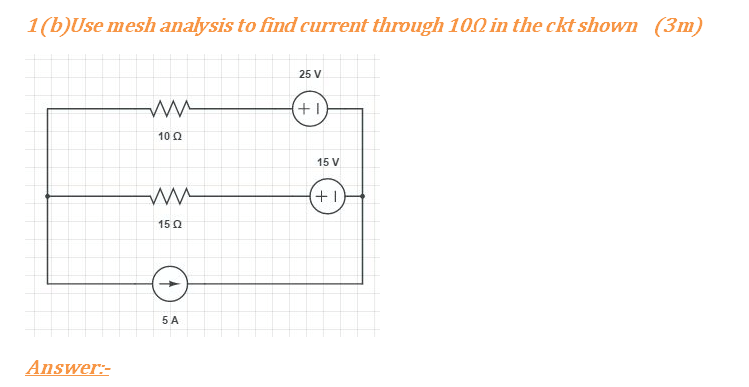 1(b)Use mesh analysis to find current through 10Ω in the ckt shown (3m)
25 V
+ I
10 Ω
15 V
+ I
15 Ω
5 A
Answer:-